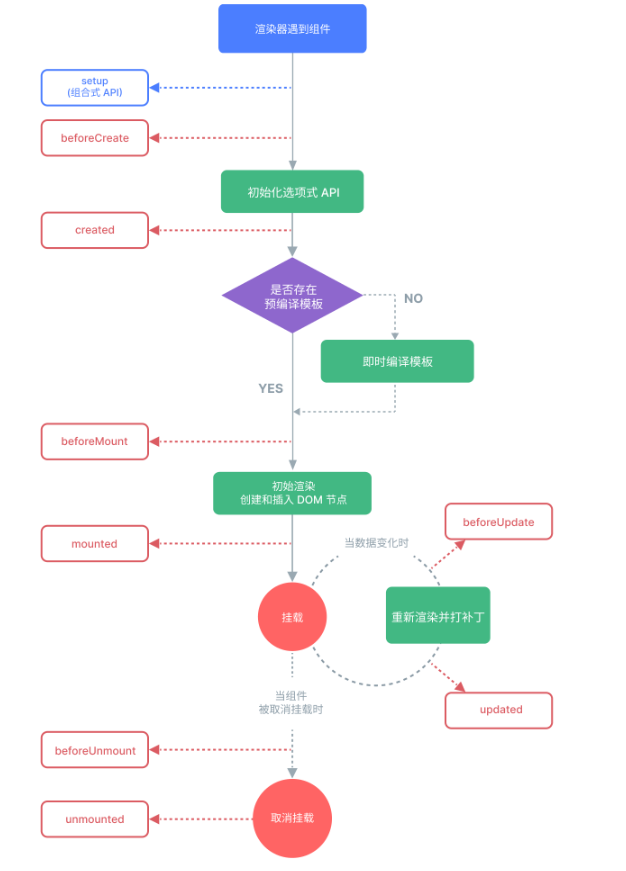 渲染器遇到组件
setup
(组合式 API)
beforeCreate
初始化选项式 API
created
是否存在
预编译模板
NO
即时编译模板
YES
beforeMount
初始渲染
创建和插入 DOM 节点
beforeUpdate
mounted
当数据变化时
挂载
重新渲染并打补丁
当组件
被取消挂载时
updated
beforeUnmount
取消挂载
unmounted